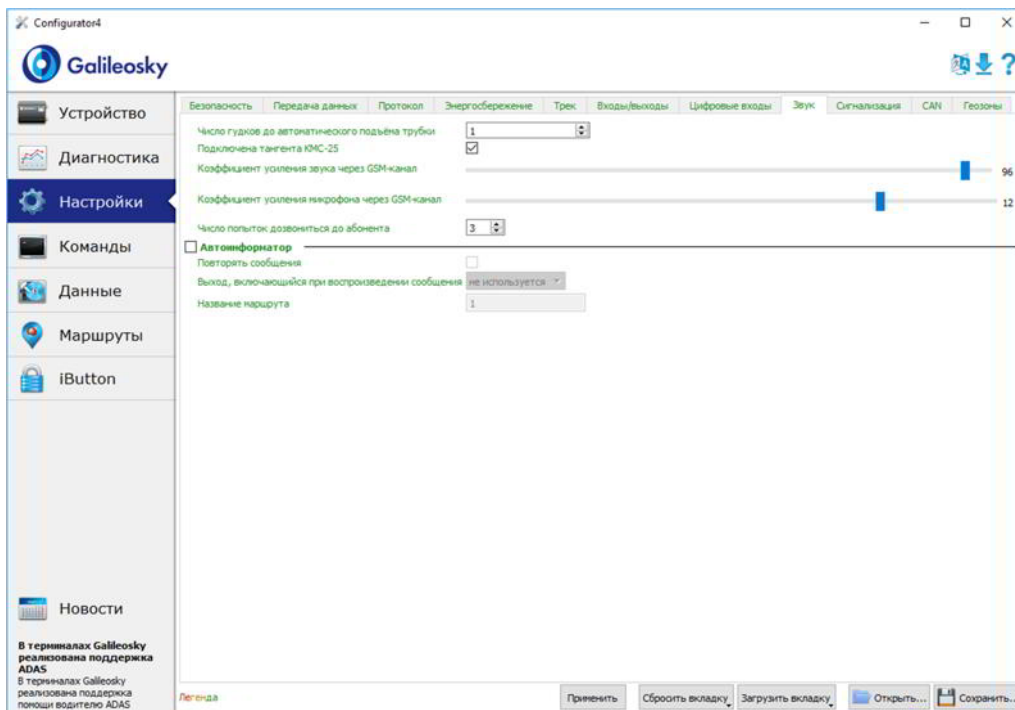 Configurator4
Galileosky
Устройство
Диагностика
Настройки
Команды
Данные
Маршруты
iButton
Новости
В терминалах Galileosky
реализована поддержка
ADAS
В терминалах Galileosky
реализована поддержка
помощи водителю ADAS
Безопасность Передача данных Протокол Энергосбережение Трек Входы/выходы Цифровые входы Звук Сигнализация CAN Геозоны
Число гудков до автоматического подъёма трубки 1
Подключена тангента КМС-25
Коэффициент усиления звука через GSM-канал 96
Коэффициент усиления микрофона через GSM-канал 12
Число попыток дозвониться до абонента 3
Автоинформатор
Повторять сообщения
Выход, включающийся при воспроизведении сообщения не используется
Название маршрута 1
Легенда Применить Сбросить вкладку Загрузить вкладку Открыть... Сохранить...